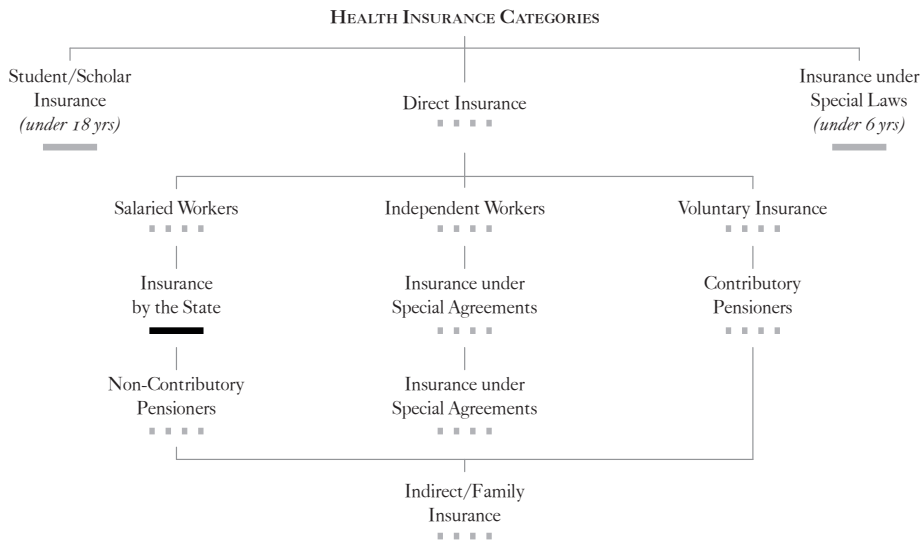 HEALTH INSURANCE CATEGORIES
Student/Scholar
Insurance
(under 18 yrs)
Direct Insurance
Insurance under
Special Laws
(under 6 yrs)
Salaried Workers
Independent Workers
Voluntary Insurance
Insurance
by the State
Insurance under
Special Agreements
Contributory
Pensioners
Non-Contributory
Pensioners
Insurance under
Special Agreements
Indirect/Family
Insurance